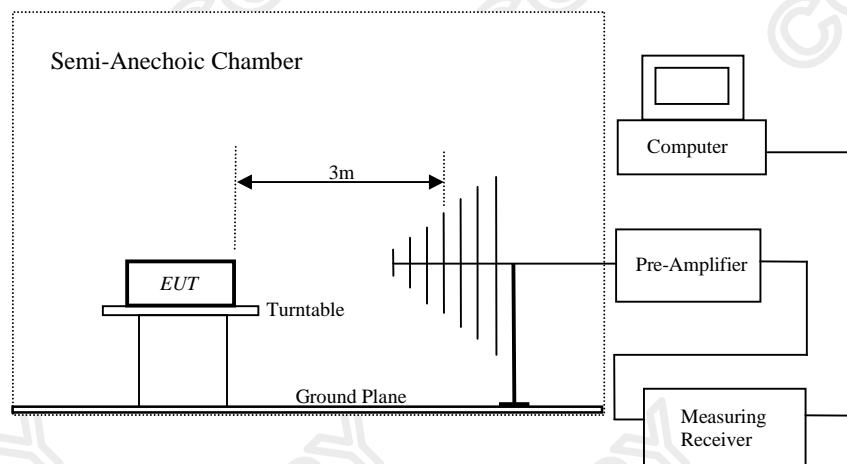 Semi-Anechoic Chamber
Computer
3m
Pre-Amplifier
EUT
Turntable
Ground Plane
Measuring
Receiver